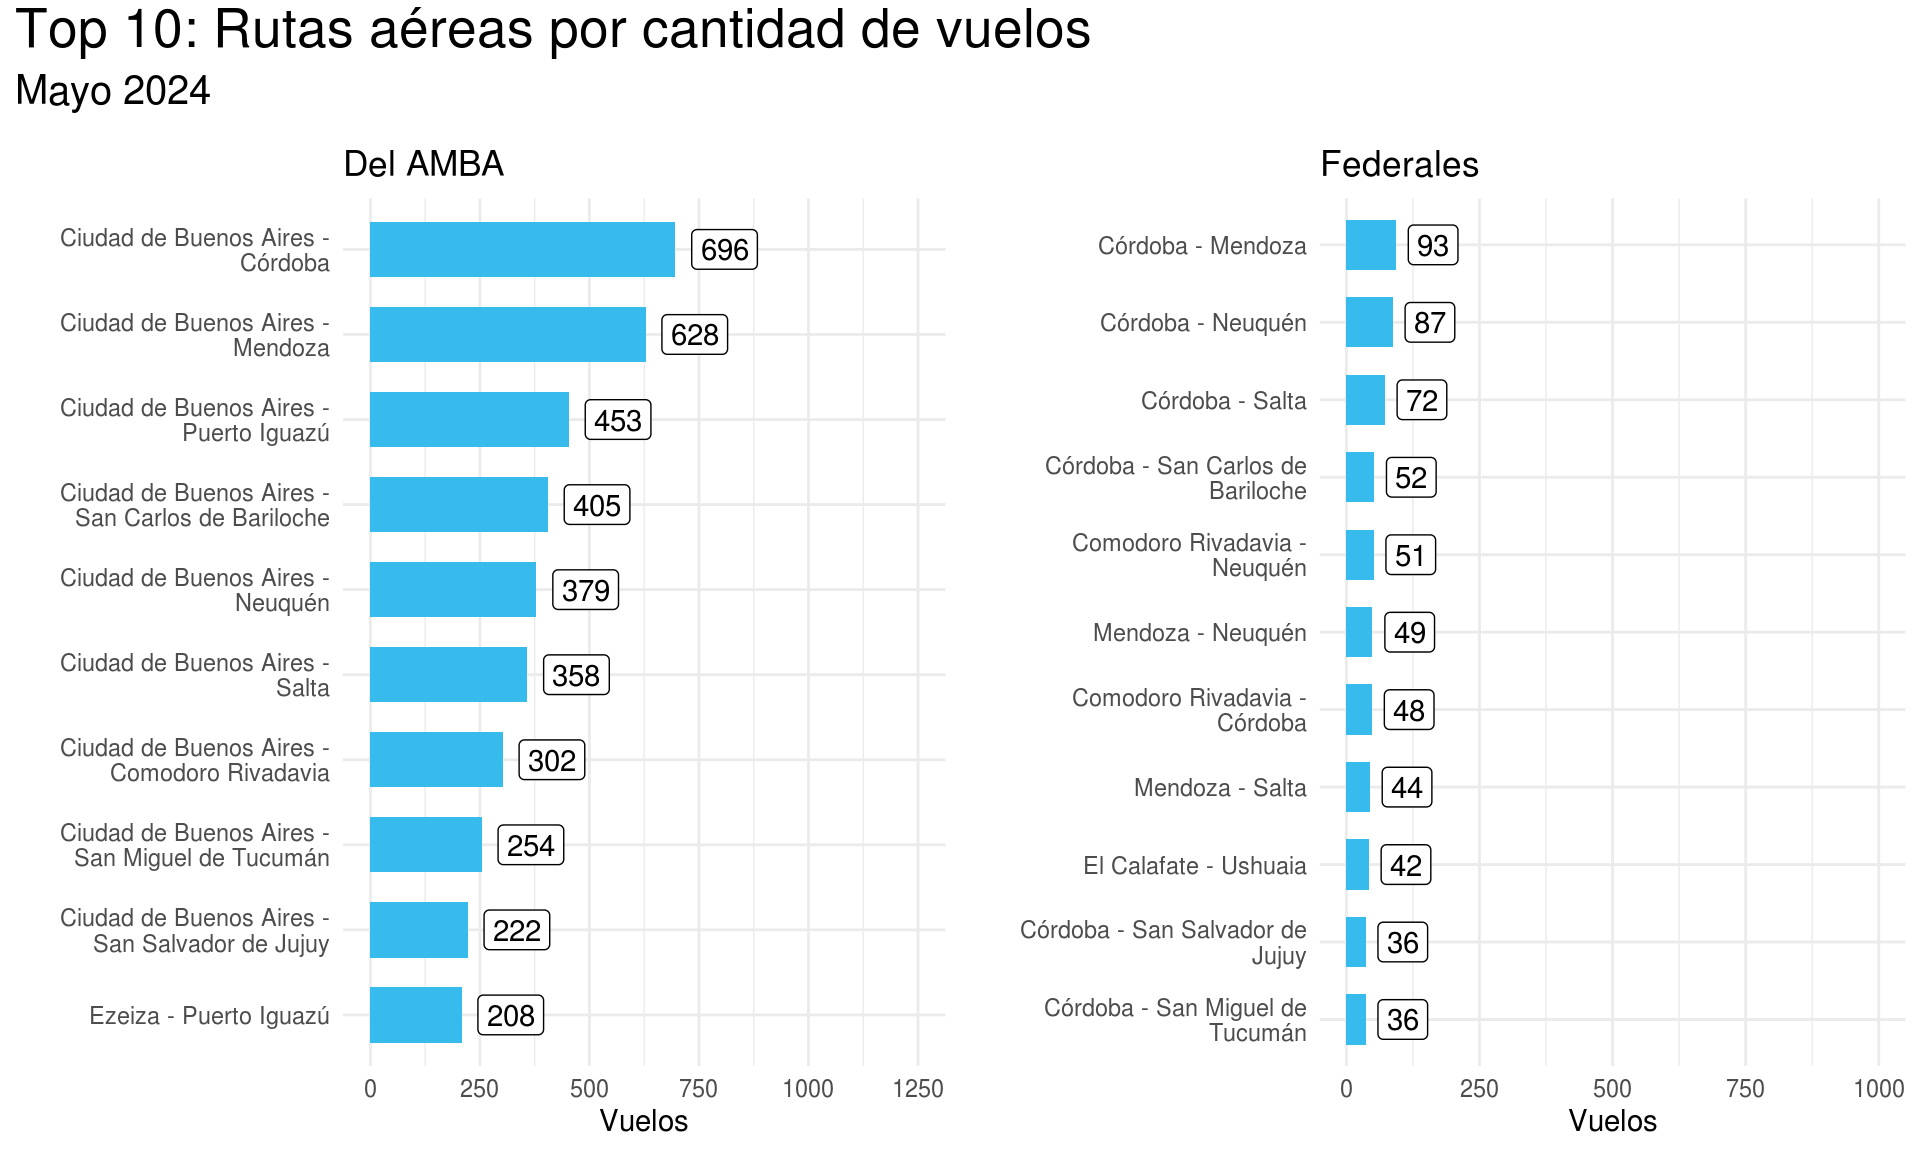 Top 10: Rutas aéreas por cantidad de vuelos
Mayo 2024
Del AMBA
Ciudad de Buenos Aires -
Córdoba
696
Ciudad de Buenos Aires -
Mendoza
628
Ciudad de Buenos Aires -
Puerto Iguazú
453
Ciudad de Buenos Aires -
San Carlos de Bariloche
405
Ciudad de Buenos Aires -
Neuquén
379
Ciudad de Buenos Aires -
Salta
358
Ciudad de Buenos Aires -
Comodoro Rivadavia
302
Ciudad de Buenos Aires -
San Miguel de Tucumán
254
Ciudad de Buenos Aires -
San Salvador de Jujuy
222
Ezeiza - Puerto Iguazú
208
0 250 500 750 1000 1250
Vuelos
Federales
Córdoba - Mendoza
93
Córdoba - Neuquén
87
Córdoba - Salta
72
Córdoba - San Carlos de
Bariloche
52
Comodoro Rivadavia -
Neuquén
51
Mendoza - Neuquén
49
Comodoro Rivadavia -
Córdoba
48
Mendoza - Salta
44
El Calafate - Ushuaia
42
Córdoba - San Salvador de
Jujuy
36
Córdoba - San Miguel de
Tucumán
36
0 250 500 750 1000
Vuelos